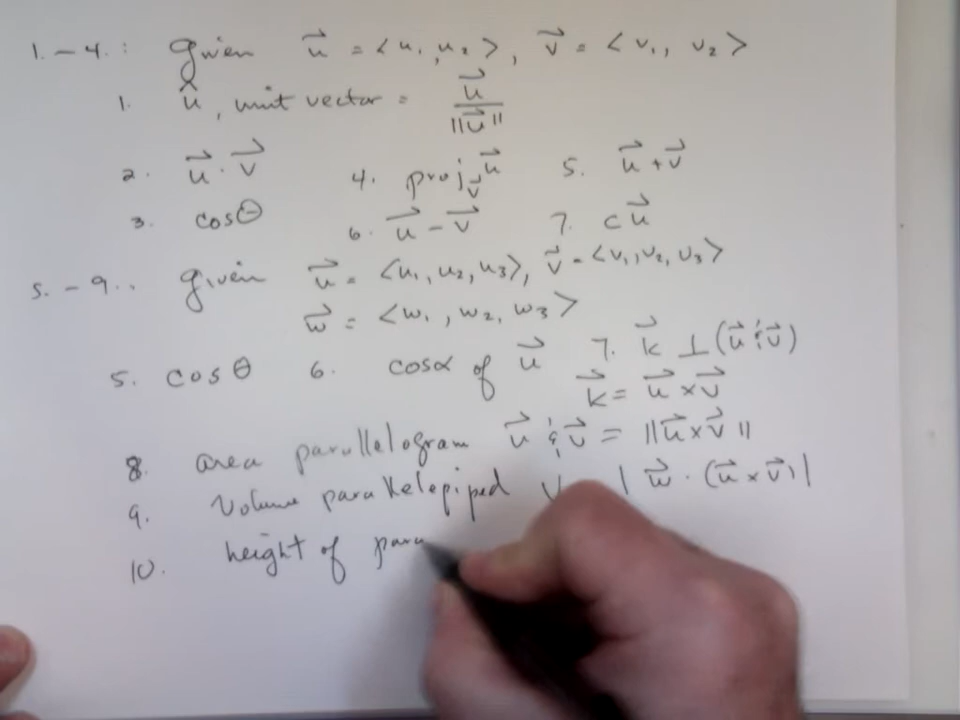 1. - 4. : given u⃗ = <u₁, u₂>, v⃗ = <v₁, v₂>
1. û, unit vector = u⃗ / ||u⃗||
2. u⃗ · v⃗ 4. proj_v⃗ u⃗ 5. u⃗ + v⃗
3. cosθ 6. u⃗ - v⃗ 7. cu⃗
5. - 9. : given u⃗ = <u₁, u₂, u₃>, v⃗ = <v₁, v₂, v₃>
w⃗ = <w₁, w₂, w₃>
5. cosθ 6. cosα of u⃗ 7. k⃗ ⊥ (u⃗ & v⃗)
k⃗ = u⃗ × v⃗
8. area parallelogram u⃗ & v⃗ = ||u⃗ × v⃗||
9. Volume parallelepiped V | w⃗ · (u⃗ × v⃗) |
10. height of para